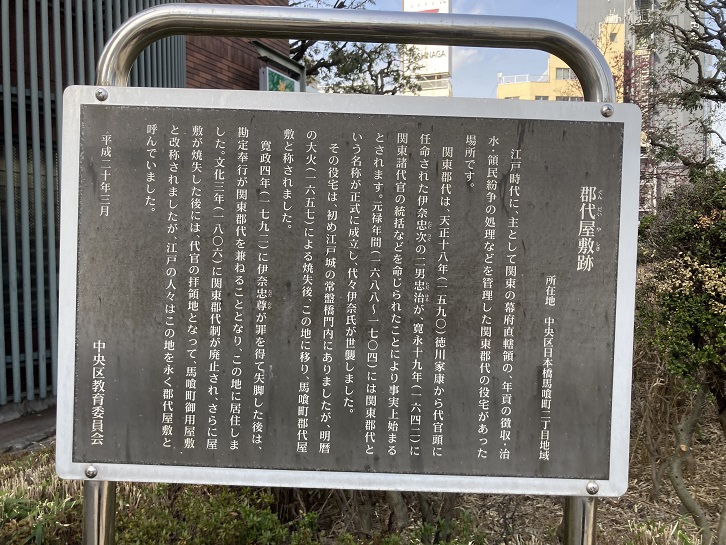 郡代屋敷跡
ぐんだいやしき
所在地　中央区日本橋馬喰町二丁目地域
江戸時代に、主として関東の幕府直轄領の、年貢の徴収・治
水・領民紛争の処理などを管理した関東郡代の役宅があった
場所です。
関東郡代は、天正十八年(一五九〇)徳川家康から代官頭に
任命された伊奈忠次の二男忠治が、寛永十九年(一六四二)に
関東諸代官の統括などを命じられたことにより事実上始まる
とされます。元禄年間(一六八八～一七〇四)には関東郡代と
いう名称が正式に成立し、代々伊奈氏が世襲しました。
その役宅は、初め江戸城の常盤橋門内にありましたが、明暦
の大火(一六五七)による焼失後、この地に移り、馬喰町郡代屋
敷と称されました。
寛政四年(一七九二)に伊奈忠尊が罪を得て失脚した後は、
勘定奉行が関東郡代を兼ねることとなり、この地に居住しま
した。文化三年(一八〇六)に関東郡代制が廃止され、さらに屋
敷が焼失した後には、代官の拝領地となって、馬喰町御用屋敷
と改称されましたが、江戸の人々はこの地を永く郡代屋敷と
呼んでいました。
平成二十年三月
中央区教育委員会